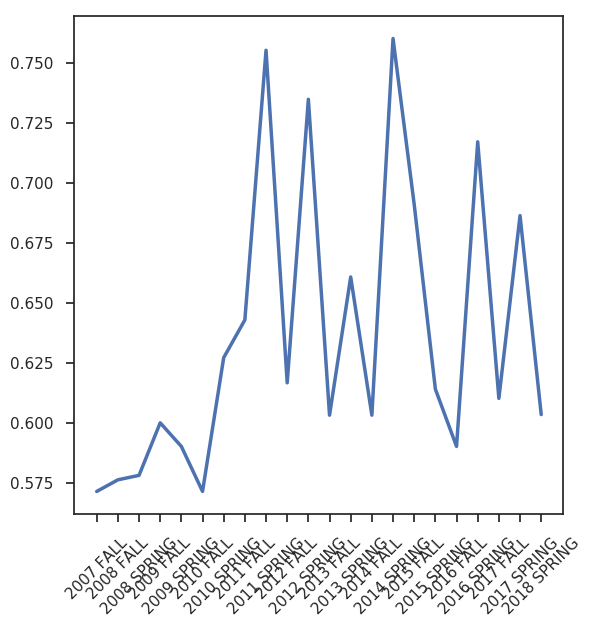 0.750
0.725
0.700
0.675
0.650
0.625
0.600
0.575
2007 FALL
2008 FALL
2008 SPRING
2009 FALL
2009 SPRING
2010 FALL
2010 SPRING
2011 FALL
2011 SPRING
2012 FALL
2012 SPRING
2013 FALL
2013 SPRING
2014 FALL
2014 SPRING
2015 FALL
2015 SPRING
2016 FALL
2016 SPRING
2017 FALL
2017 SPRING
2018 SPRING